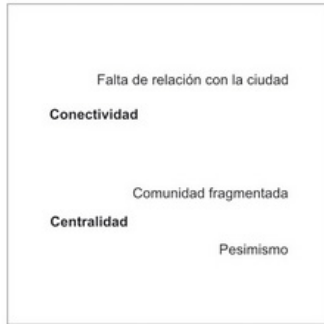 Falta de relación con la ciudad
Conectividad
Comunidad fragmentada
Centralidad
Pesimismo